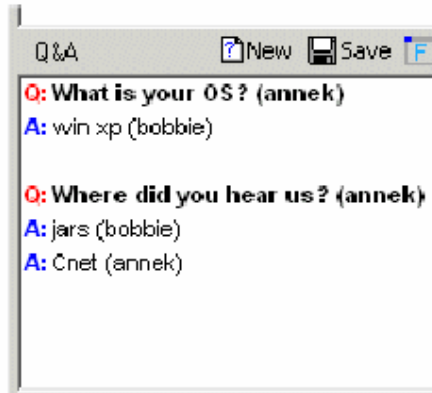 Q&A New Save F
Q: What is your OS? (annek)
A: win xp (bobbie)
Q: Where did you hear us? (annek)
A: jars (bobbie)
A: Cnet (annek)